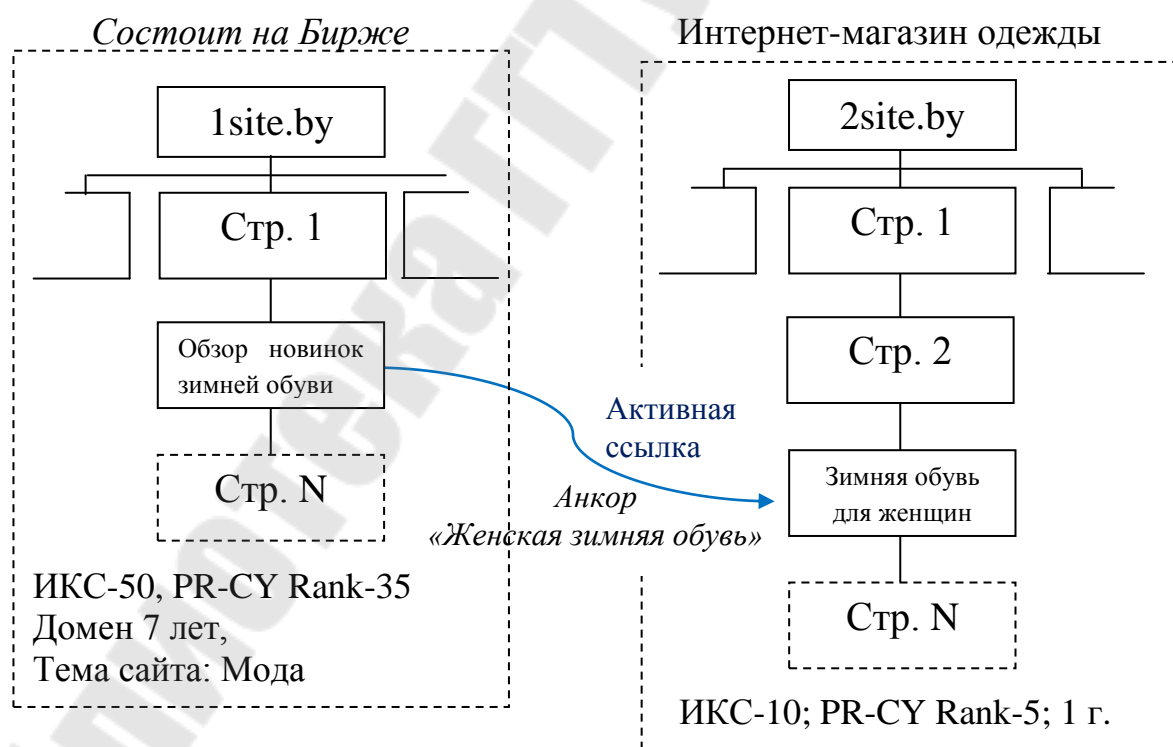 Состоит на Бирже
1site.by
Стр. 1
Обзор новинок
зимней обуви
Стр. N
ИКС-50, PR-CY Rank-35
Домен 7 лет,
Тема сайта: Мода
Активная
ссылка
Анкор
«Женская зимняя обувь»
Интернет-магазин одежды
2site.by
Стр. 1
Стр. 2
Зимняя обувь
для женщин
Стр. N
ИКС-10; PR-CY Rank-5; 1 г.